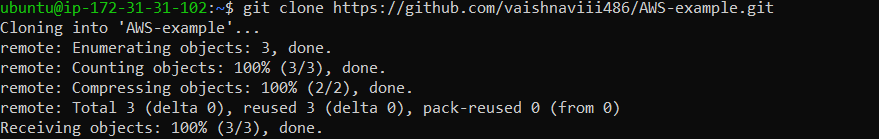 ubuntu@ip-172-31-31-102:~$ git clone https://github.com/vaishnaviii486/AWS-example.git
Cloning into 'AWS-example'...
remote: Enumerating objects: 3, done.
remote: Counting objects: 100% (3/3), done.
remote: Compressing objects: 100% (2/2), done.
remote: Total 3 (delta 0), reused 3 (delta 0), pack-reused 0 (from 0)
Receiving objects: 100% (3/3), done.